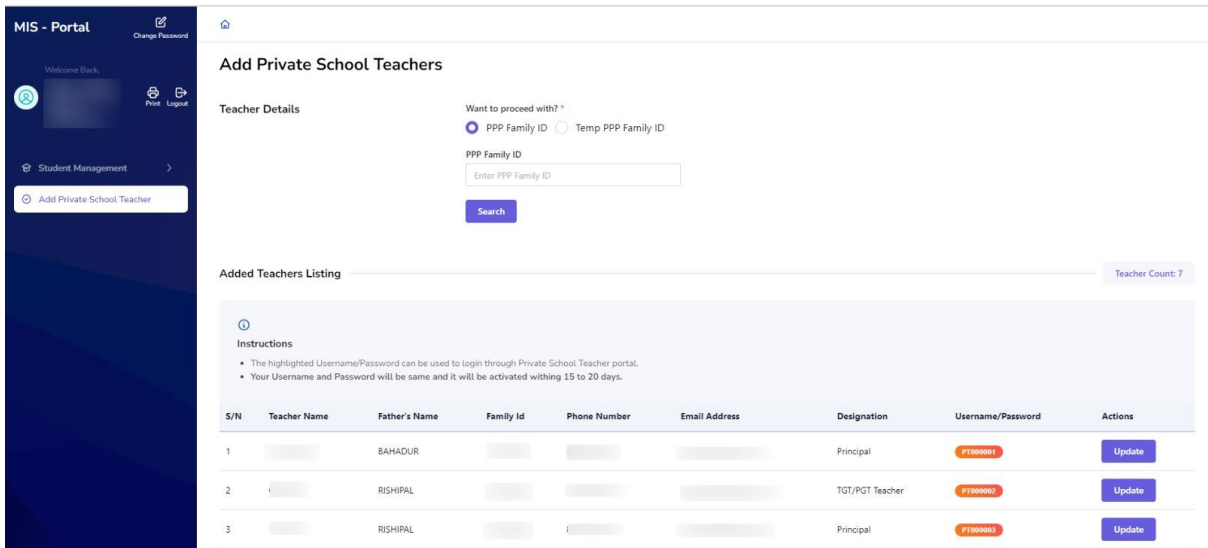 MIS - Portal
Change Password
Welcome Back,
Print Logout
Student Management
Add Private School Teacher
Add Private School Teachers
Teacher Details
Want to proceed with? *
PPP Family ID Temp PPP Family ID
PPP Family ID
Enter PPP Family ID
Search
Added Teachers Listing
Teacher Count: 7
Instructions
• The highlighted Username/Password can be used to login through Private School Teacher portal.
• Your Username and Password will be same and it will be activated withing 15 to 20 days.
S/N Teacher Name Father's Name Family Id Phone Number Email Address Designation Username/Password Actions
1 BAHADUR Principal PT000001 Update
2 RISHIPAL TGT/PGT Teacher PT000002 Update
3 RISHIPAL Principal PT000003 Update